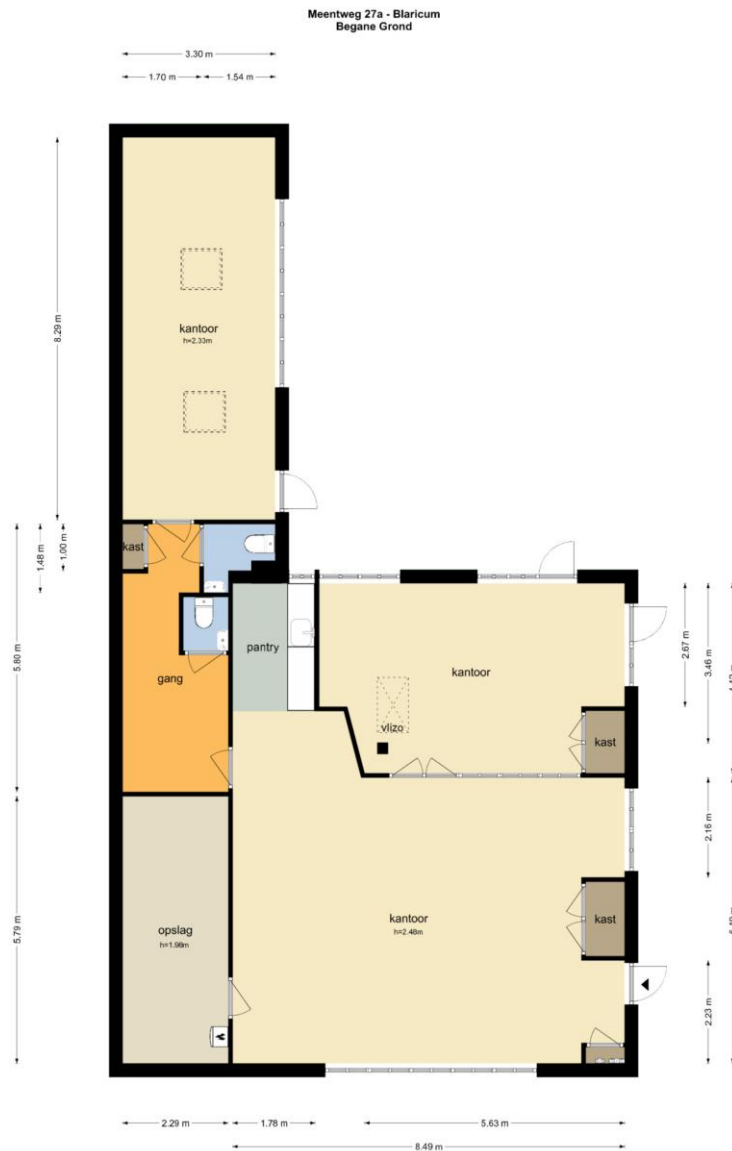 Meentweg 27a - Blaricum
Begane Grond
3.30 m
1.70 m
1.54 m
8.29 m
kantoor
h=2.33m
1.48 m
1.00 m
kast
5.80 m
pantry
gang
kantoor
vlizo
kast
2.67 m
3.46 m
2.16 m
5.79 m
opslag
h=1.98m
kantoor
h=2.48m
kast
2.23 m
2.29 m
1.78 m
5.63 m
8.49 m